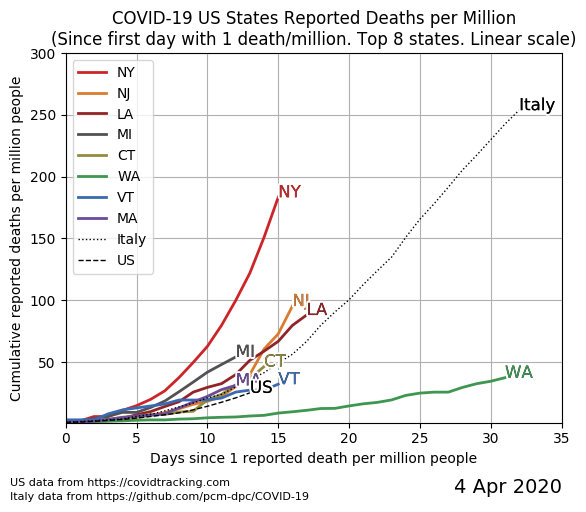 COVID-19 US States Reported Deaths per Million
(Since first day with 1 death/million. Top 8 states. Linear scale)
Cumulative reported deaths per million people
300
250
200
150
100
50
NY
NJ
LA
MI
CT
WA
VT
MA
Italy
US
Italy
NY
NJ
LA
MI
CT
MA
VT
US
WA
0
5
10
15
20
25
30
35
Days since 1 reported death per million people
US data from https://covidtracking.com
Italy data from https://github.com/pcm-dpc/COVID-19
4 Apr 2020